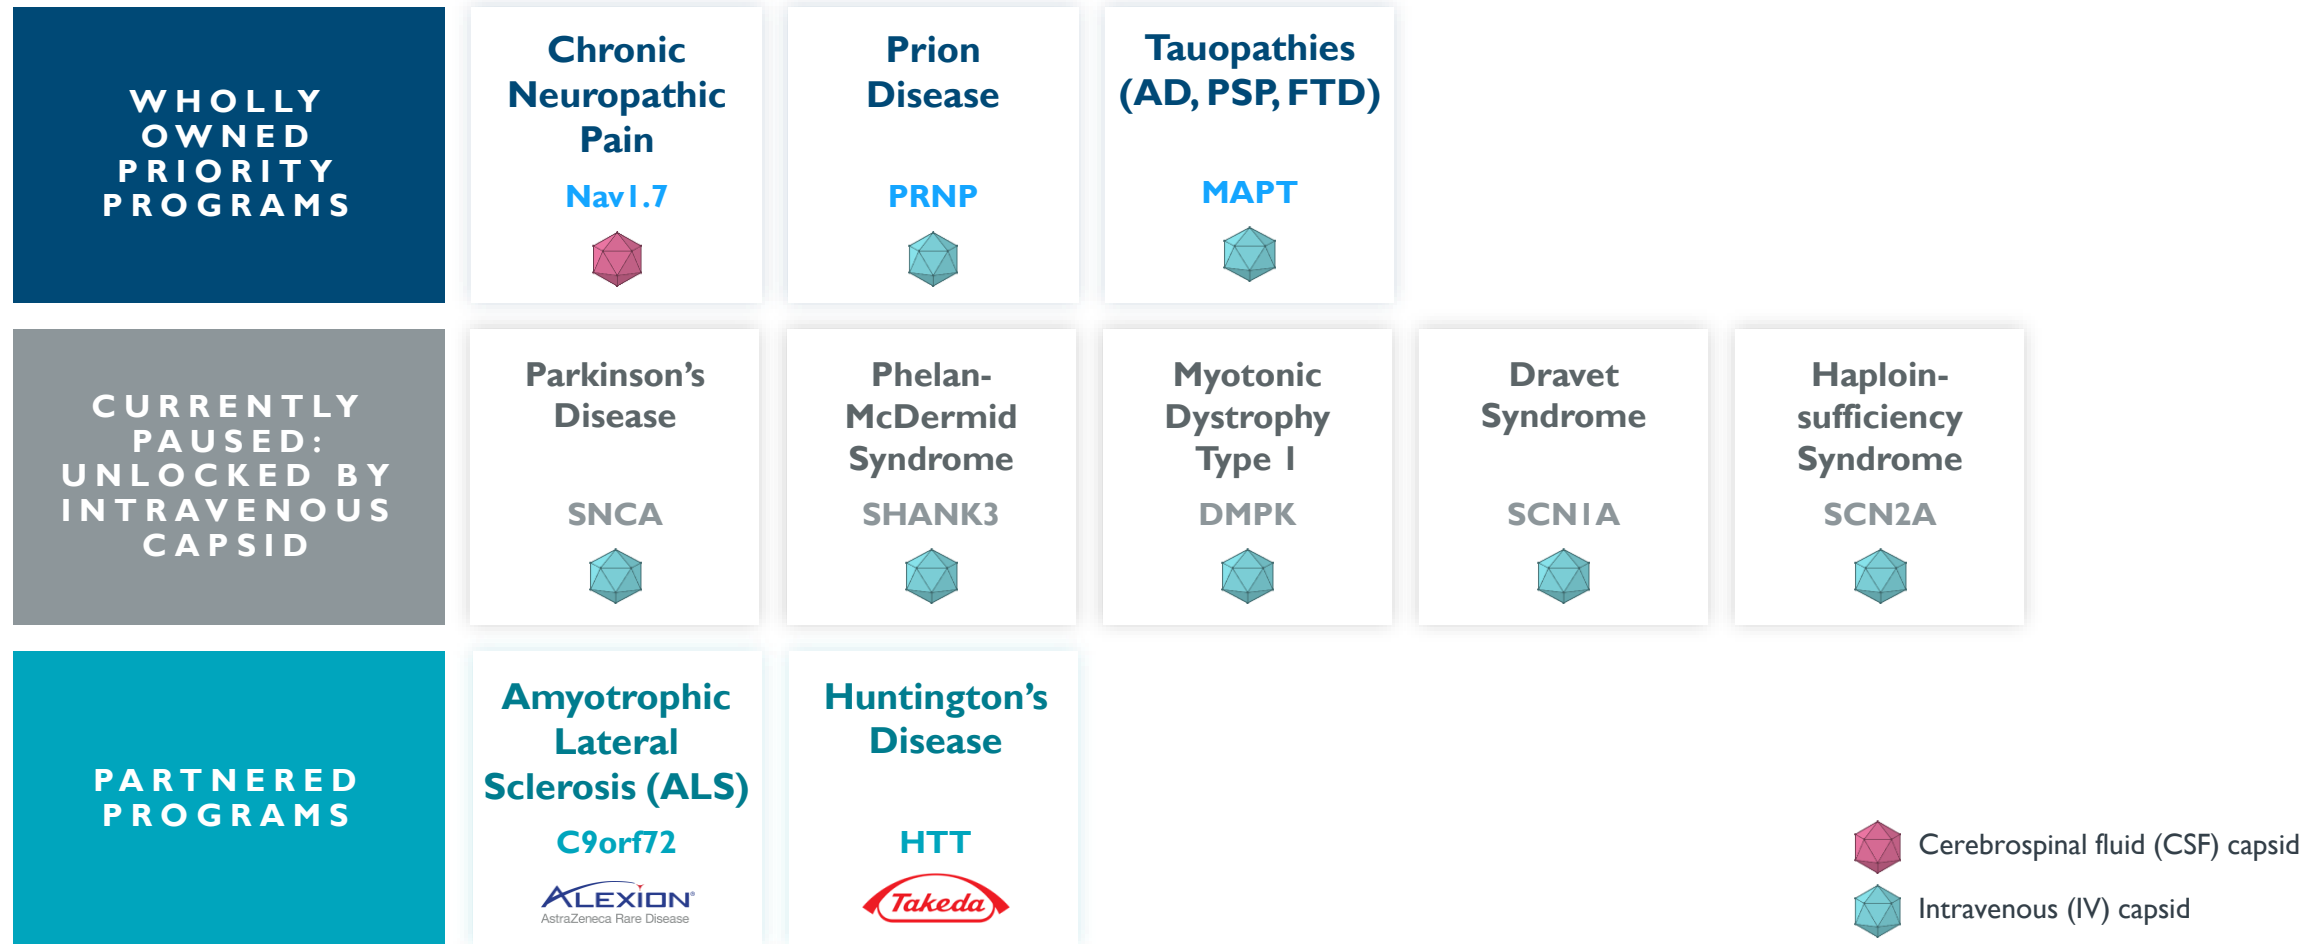 WHOLLY
OWNED
PRIORITY
PROGRAMS
Chronic
Neuropathic
Pain
Nav1.7
Prion
Disease
PRNP
Tauopathies
(AD, PSP, FTD)
MAPT
CURRENTLY
PAUSED:
UNLOCKED BY
INTRAVENOUS
CAPSID
Parkinson’s
Disease
SNCA
Phelan-
McDermid
Syndrome
SHANK3
Myotonic
Dystrophy
Type 1
DMPK
Dravet
Syndrome
SCN1A
Haploin-
sufficiency
Syndrome
SCN2A
PARTNERED
PROGRAMS
Amyotrophic
Lateral
Sclerosis (ALS)
C9orf72
ALEXION®
AstraZeneca Rare Disease
Huntington’s
Disease
HTT
Takeda
Cerebrospinal fluid (CSF) capsid
Intravenous (IV) capsid